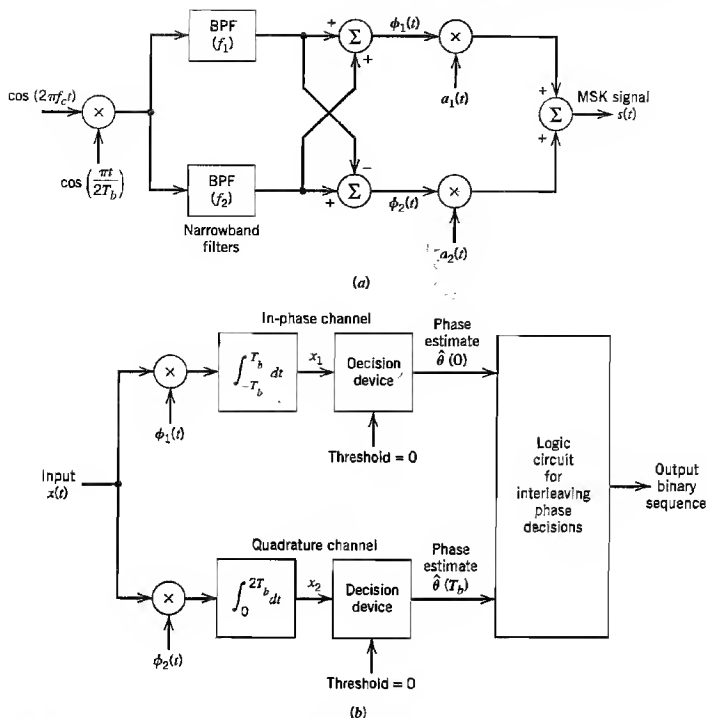 BPF
(f₁)
+
Σ
+
ϕ₁(t)
×
a₁(t)
cos (2πf_ct)
×
cos (πt/2T_b)
+
Σ
+
MSK signal
s(t)
BPF
(f₂)
Narrowband
filters
−
Σ
+
ϕ₂(t)
×
a₂(t)
(a)
In-phase channel
×
ϕ₁(t)
∫_{-T_b}^{T_b} dt
x₁
Decision
device
Threshold = 0
Phase
estimate
θ̂ (0)
Input
x(t)
Logic
circuit
for
interleaving
phase
decisions
Output
binary
sequence
Quadrature channel
×
ϕ₂(t)
∫_0^{2T_b} dt
x₂
Decision
device
Threshold = 0
Phase
estimate
θ̂ (T_b)
(b)